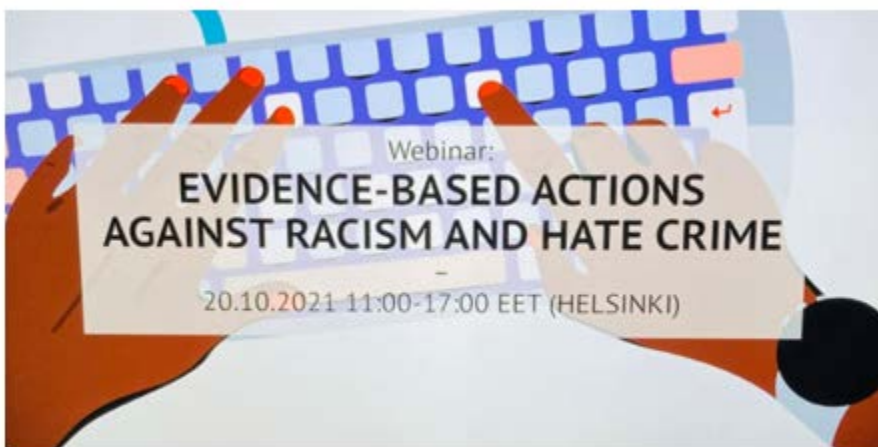 Webinar:
EVIDENCE-BASED ACTIONS
AGAINST RACISM AND HATE CRIME
–
20.10.2021 11:00-17:00 EET (HELSINKI)